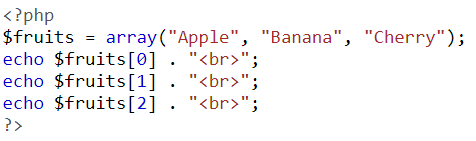 <?php
$fruits = array("Apple", "Banana", "Cherry");
echo $fruits[0] . "<br>";
echo $fruits[1] . "<br>";
echo $fruits[2] . "<br>";
?>